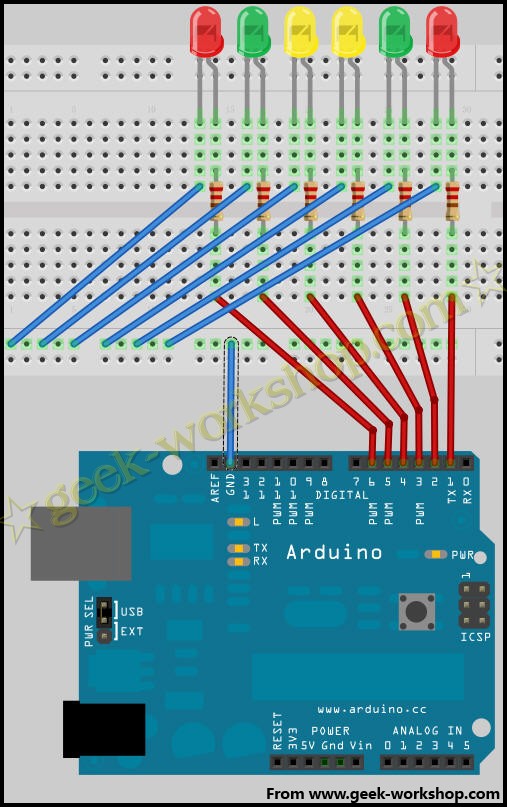 1 5 10 15 30
1 20 25
geek-workshop.com
AREF GND 13 12 PWM 11 PWM 10 PWM 9 8 7 PWM 6 PWM 5 4 PWM 3 2 TX 1 RX 0
DIGITAL
L
TX
RX
Arduino
PWR
1
ICSP
PWR SEL
USB
EXT
www.arduino.cc
POWER ANALOG IN
RESET 3V3 5V Gnd Vin 0 1 2 3 4 5
From www.geek-workshop.com